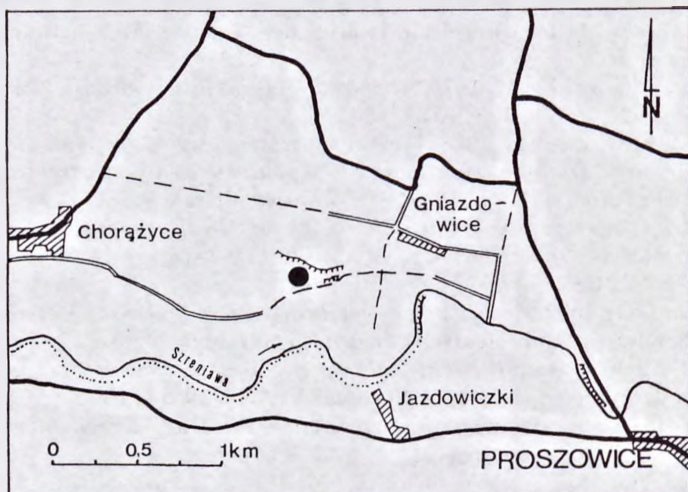 N
Gniazdo-
wice
Chorążyce
Szreniawa
Jazdowiczki
0 0,5 1km
PROSZOWICE